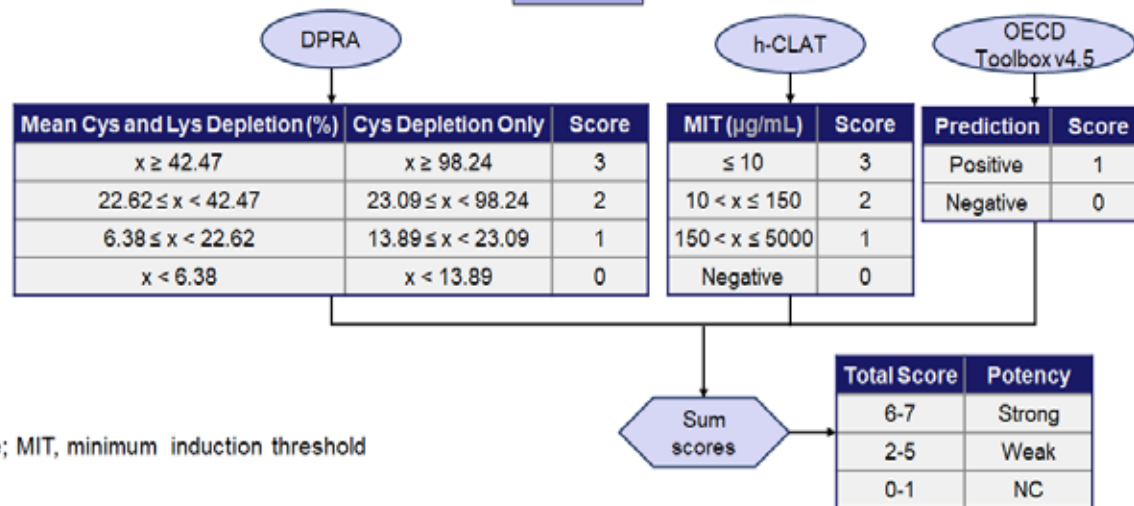 DPRA
h-CLAT
OECD
Toolbox v4.5
Mean Cys and Lys Depletion (%) Cys Depletion Only Score
x ≥ 42.47 x ≥ 98.24 3
22.62 ≤ x < 42.47 23.09 ≤ x < 98.24 2
6.38 ≤ x < 22.62 13.89 ≤ x < 23.09 1
x < 6.38 x < 13.89 0
MIT (µg/mL) Score
≤ 10 3
10 < x ≤ 150 2
150 < x ≤ 5000 1
Negative 0
Prediction Score
Positive 1
Negative 0
Sum
scores
Total Score Potency
6-7 Strong
2-5 Weak
0-1 NC
; MIT, minimum induction threshold